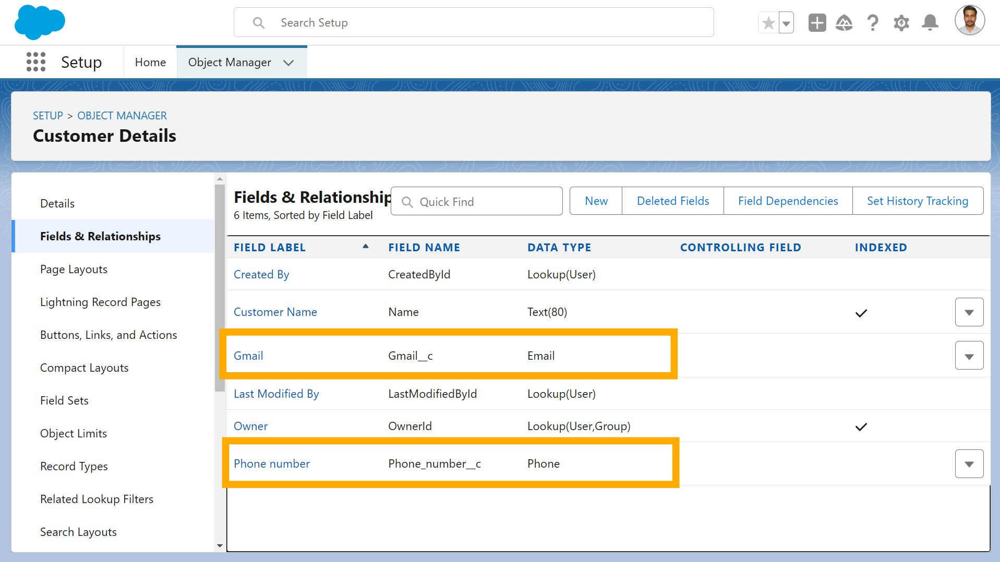 Search Setup
Setup
Home
Object Manager
SETUP > OBJECT MANAGER
Customer Details
Details
Fields & Relationships
Page Layouts
Lightning Record Pages
Buttons, Links, and Actions
Compact Layouts
Field Sets
Object Limits
Record Types
Related Lookup Filters
Search Layouts
Fields & Relationship
6 Items, Sorted by Field Label
Quick Find
New
Deleted Fields
Field Dependencies
Set History Tracking
FIELD LABEL FIELD NAME DATA TYPE CONTROLLING FIELD INDEXED
Created By CreatedById Lookup(User)
Customer Name Name Text(80)
Gmail Gmail__c Email
Last Modified By LastModifiedById Lookup(User)
Owner OwnerId Lookup(User,Group)
Phone number Phone_number__c Phone